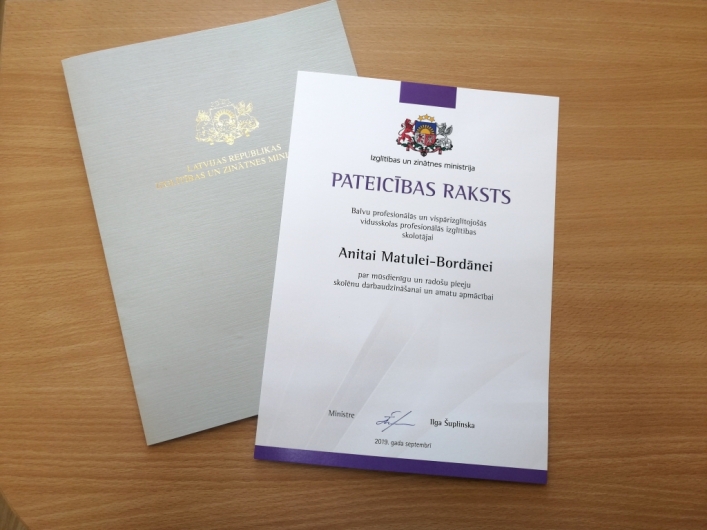 LATVIJAS REPUBLIKAS
IZGLĪTĪBAS UN ZINĀTNES MINI
Izglītības un zinātnes ministrija
PATEICĪBAS RAKSTS
Balvu profesionālās un vispārizglītojošās
vidusskolas profesionālās izglītības
skolotājai
Anitai Matulei-Bordānei
par mūsdienīgu un radošu pieeju
skolēnu darbaudzināšanai un amatu apmācībai
Ministre Ilga Šuplinska
2019. gada septembrī